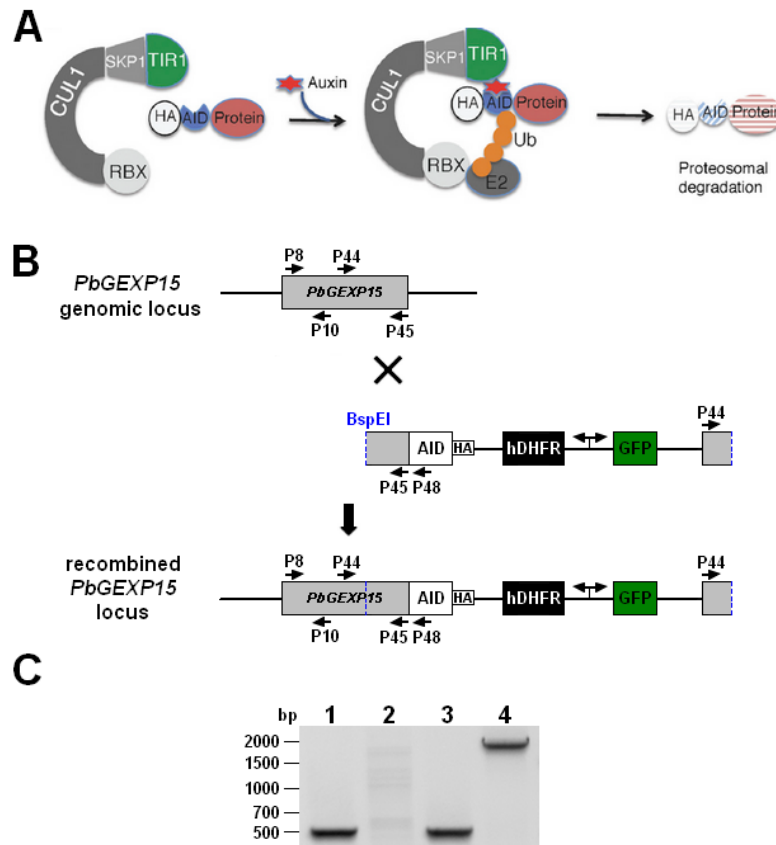 A
SKP1 TIR1
CUL1
HA AID Protein
RBX
Auxin
SKP1 TIR1
CUL1
HA AID Protein
Ub
RBX
E2
HA AID Protein
Proteosomal
degradation
B
P8 P44
PbGEXP15
genomic locus
PbGEXP15
P10 P45
BspEI
P44
AID HA hDHFR GFP
P45 P48
recombined
PbGEXP15
locus
P8 P44 P44
PbGEXP15 AID HA hDHFR GFP
P10 P45 P48
C
bp 1 2 3 4
2000
1500
1000
700
500